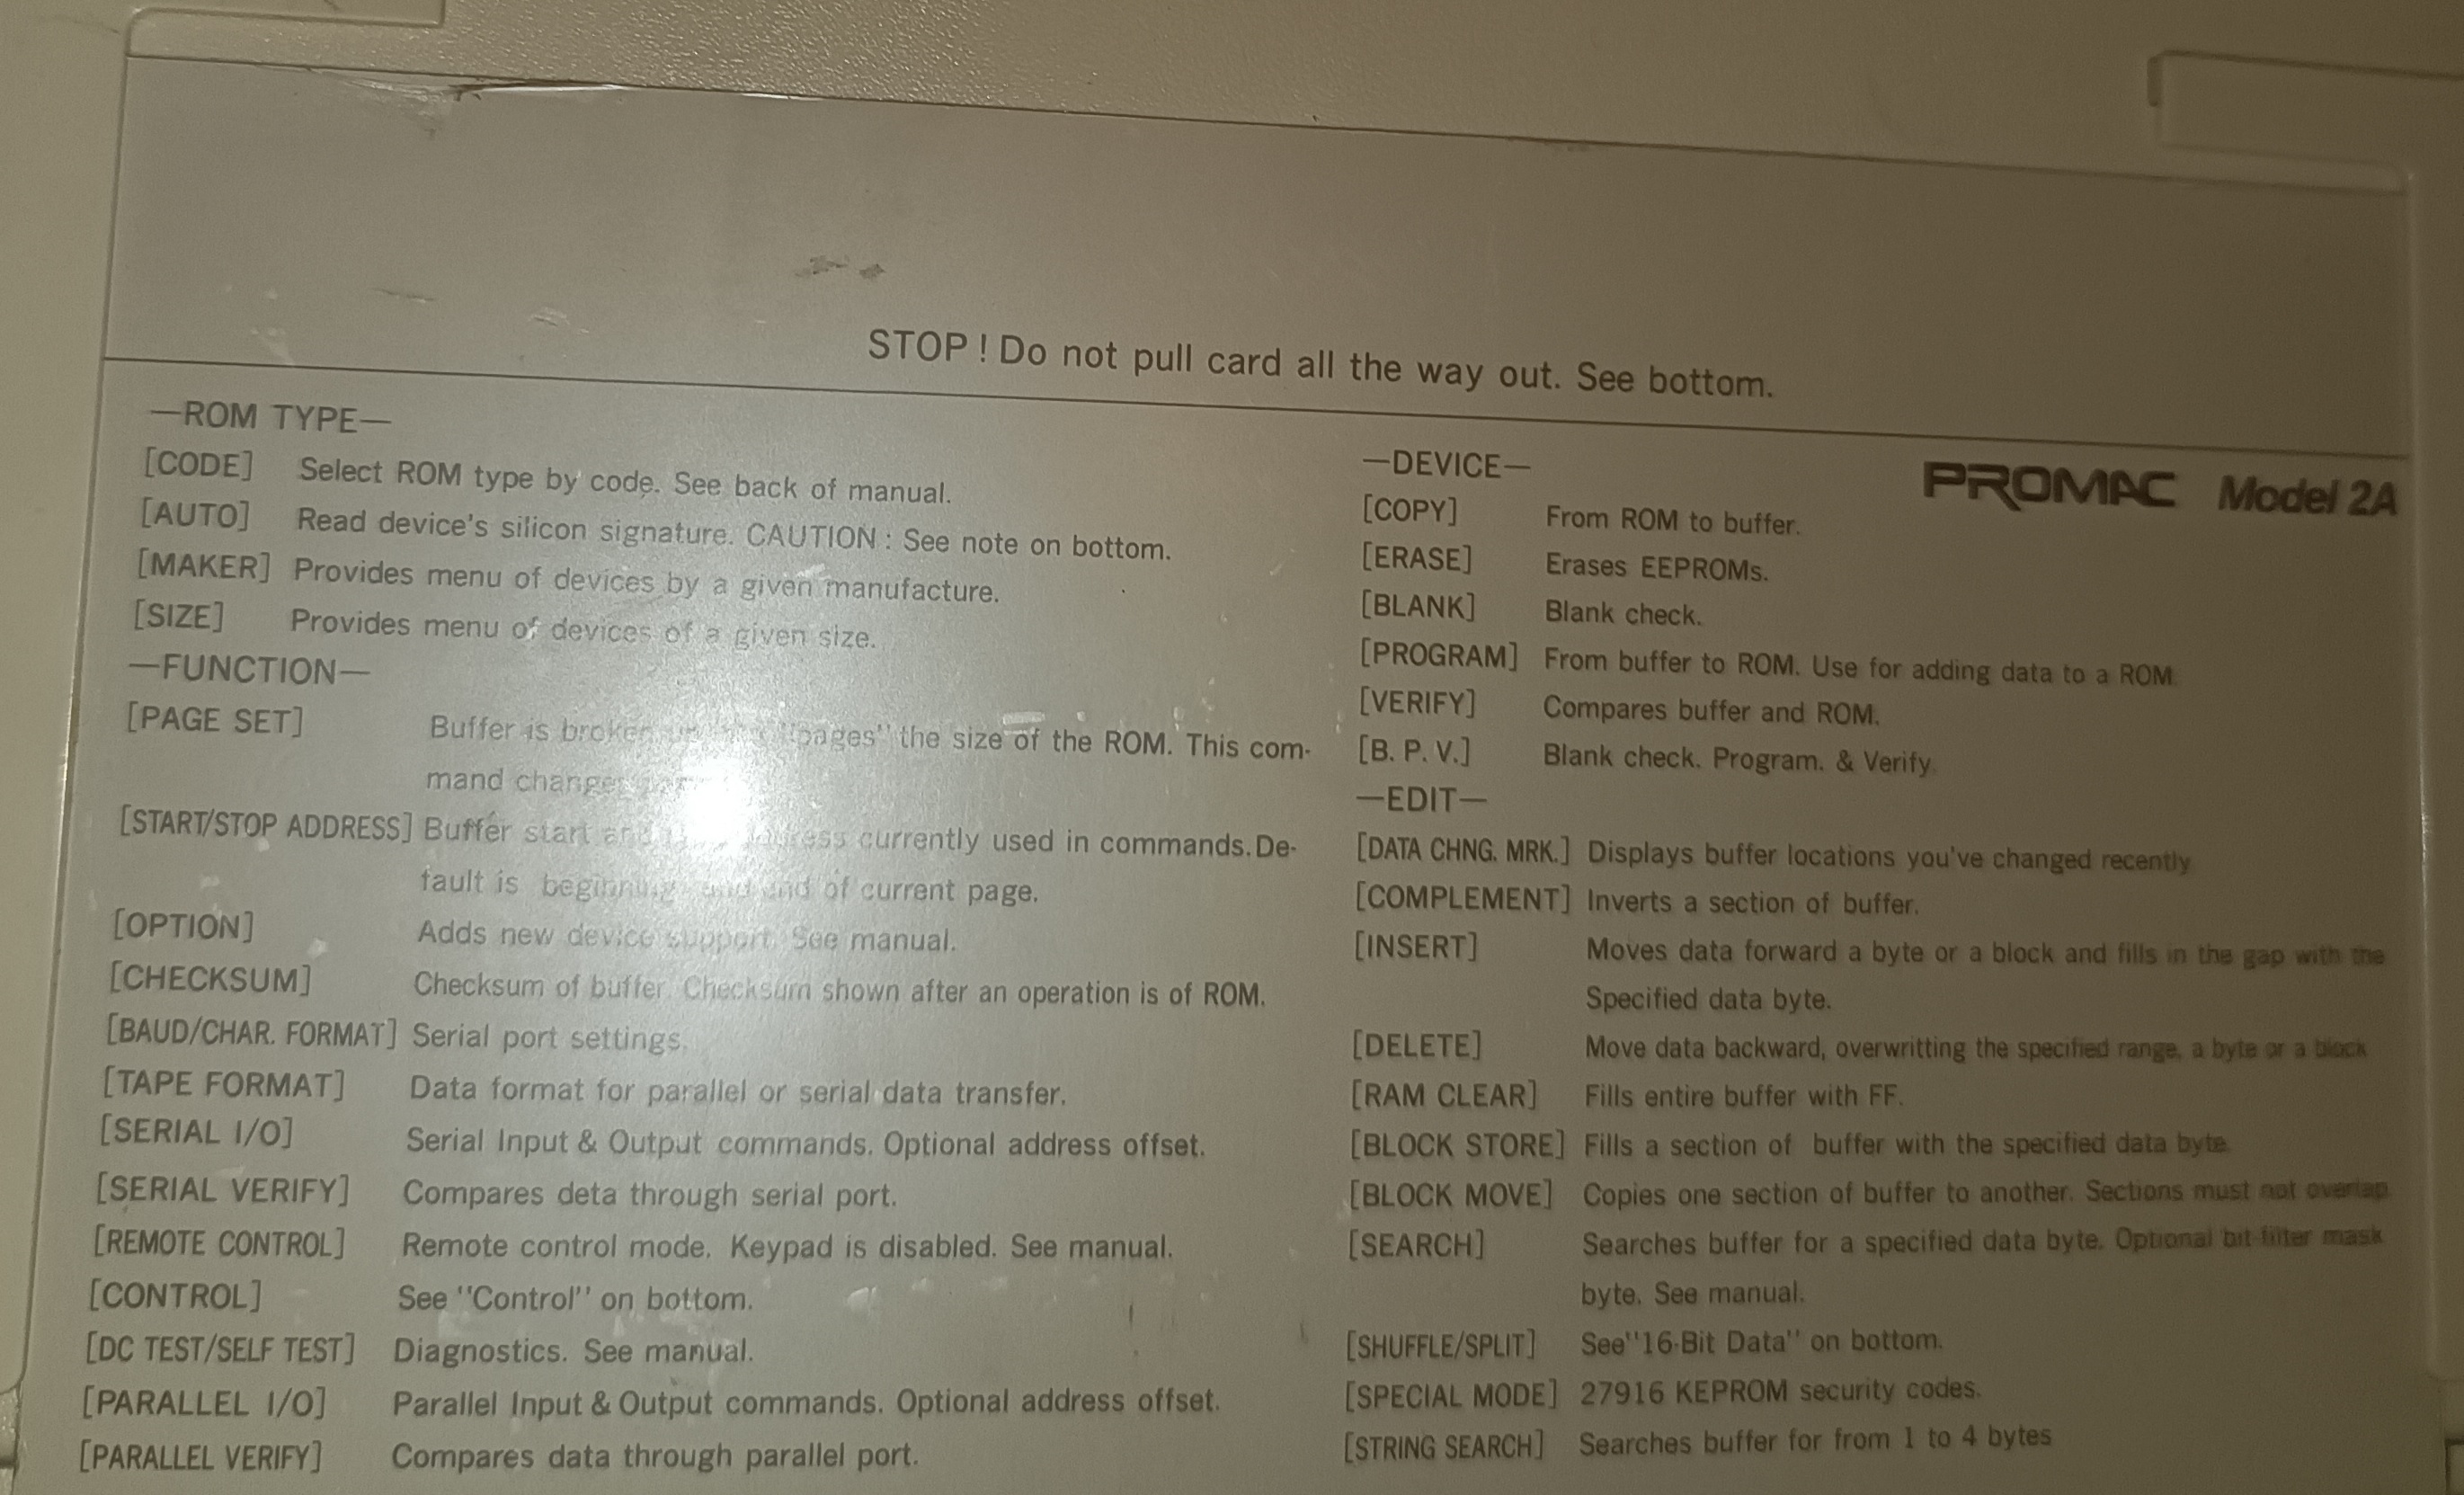 STOP! Do not pull card all the way out. See bottom.
—ROM TYPE—
[CODE] Select ROM type by code. See back of manual.
[AUTO] Read device's silicon signature. CAUTION : See note on bottom.
[MAKER] Provides menu of devices by a given manufacture.
[SIZE] Provides menu of devices of a given size.
—FUNCTION—
[PAGE SET] Buffer is broken "pages" the size of the ROM. This com-
mand changes
[START/STOP ADDRESS] Buffer start and currently used in commands. De-
fault is beginning and end of current page.
[OPTION] Adds new device support. See manual.
[CHECKSUM] Checksum of buffer. Checksum shown after an operation is of ROM.
[BAUD/CHAR. FORMAT] Serial port settings.
[TAPE FORMAT] Data format for parallel or serial data transfer.
[SERIAL I/O] Serial Input & Output commands. Optional address offset.
[SERIAL VERIFY] Compares deta through serial port.
[REMOTE CONTROL] Remote control mode. Keypad is disabled. See manual.
[CONTROL] See "Control" on bottom.
[DC TEST/SELF TEST] Diagnostics. See manual.
[PARALLEL I/O] Parallel Input & Output commands. Optional address offset.
[PARALLEL VERIFY] Compares data through parallel port.
PROMAC Model 2A
—DEVICE—
[COPY] From ROM to buffer.
[ERASE] Erases EEPROMs.
[BLANK] Blank check.
[PROGRAM] From buffer to ROM. Use for adding data to a ROM.
[VERIFY] Compares buffer and ROM.
[B. P. V.] Blank check. Program. & Verify.
—EDIT—
[DATA CHNG. MRK.] Displays buffer locations you've changed recently
[COMPLEMENT] Inverts a section of buffer.
[INSERT] Moves data forward a byte or a block and fills in the gap with the
Specified data byte.
[DELETE] Move data backward, overwritting the specified range, a byte or a block
[RAM CLEAR] Fills entire buffer with FF.
[BLOCK STORE] Fills a section of buffer with the specified data byte.
[BLOCK MOVE] Copies one section of buffer to another. Sections must not overlap
[SEARCH] Searches buffer for a specified data byte. Optional bit filter mask
byte. See manual.
[SHUFFLE/SPLIT] See "16-Bit Data" on bottom.
[SPECIAL MODE] 27916 KEPROM security codes.
[STRING SEARCH] Searches buffer for from 1 to 4 bytes